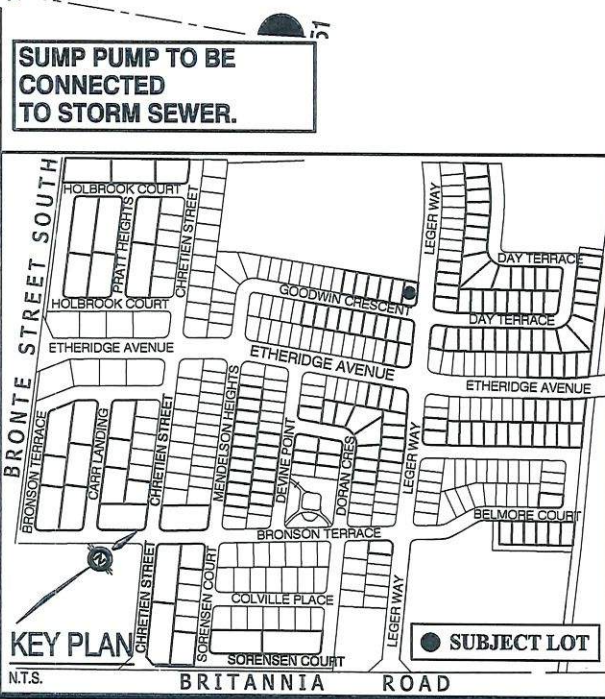 51
SUMP PUMP TO BE
CONNECTED
TO STORM SEWER.
BRONTE STREET SOUTH
HOLBROOK COURT
PRATT HEIGHTS
CHRETIEN STREET
HOLBROOK COURT
ETHERIDGE AVENUE
LEGER WAY
DAY TERRACE
GOODWIN CRESCENT
DAY TERRACE
ETHERIDGE AVENUE
ETHERIDGE AVENUE
BRONSON TERRACE
CARR LANDING
CHRETIEN STREET
MENDELSON HEIGHTS
DEVINE POINT
DORAN CRES
LEGER WAY
BELMORE COURT
BRONSON TERRACE
N
CHRETIEN STREET
SORENSEN COURT
COLVILLE PLACE
LEGER WAY
SORENSEN COURT
KEY PLAN
SUBJECT LOT
N.T.S.
BRITANNIA ROAD